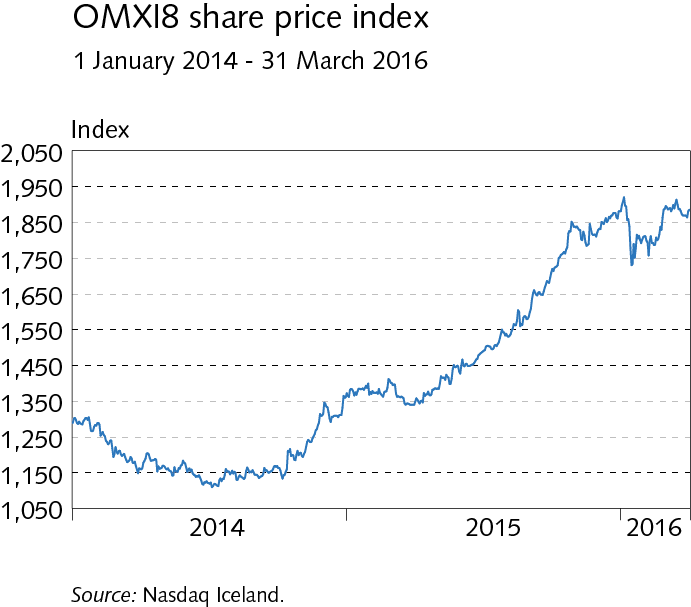 OMXI8 share price index
1 January 2014 - 31 March 2016
Index
2,050
1,950
1,850
1,750
1,650
1,550
1,450
1,350
1,250
1,150
1,050
2014 2015 2016
Source: Nasdaq Iceland.